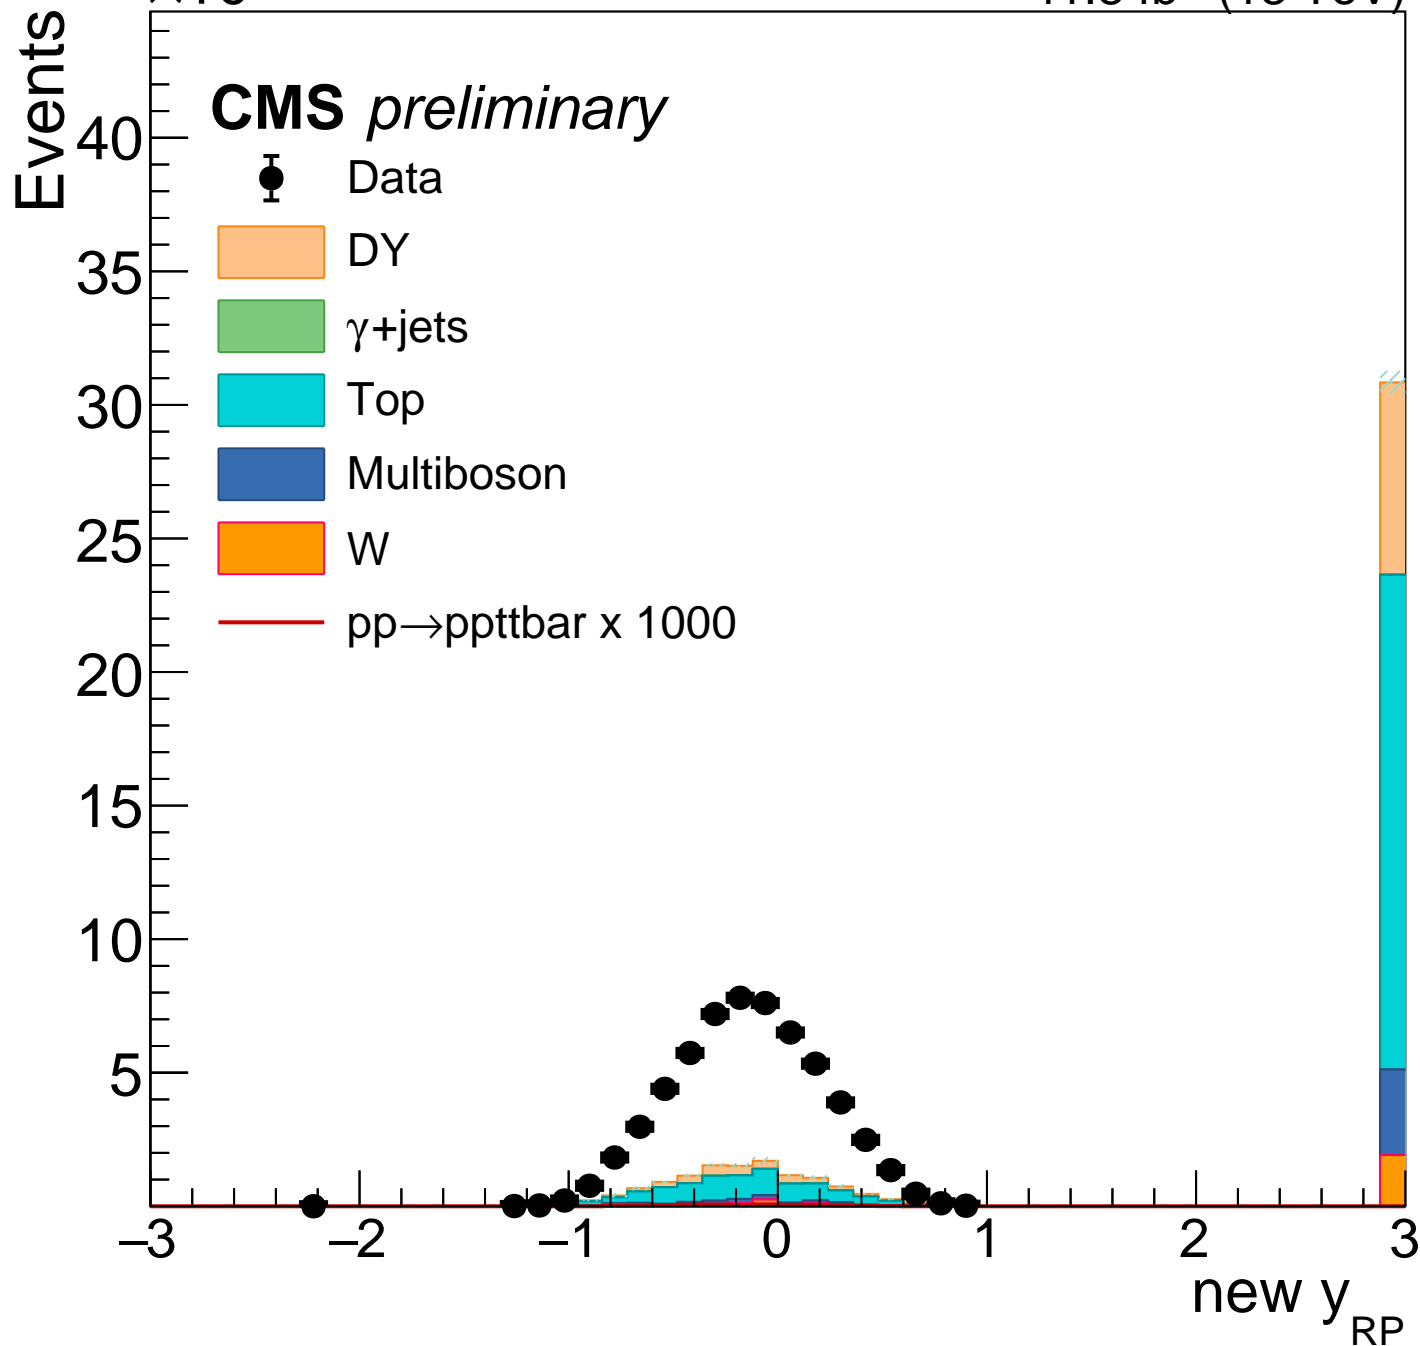 Events
CMS preliminary
Data
DY
γ+jets
Top
Multiboson
W
pp→ppttbar x 1000
40
35
30
25
20
15
10
5
−3 −2 −1 0 1 2 3
new y_RP